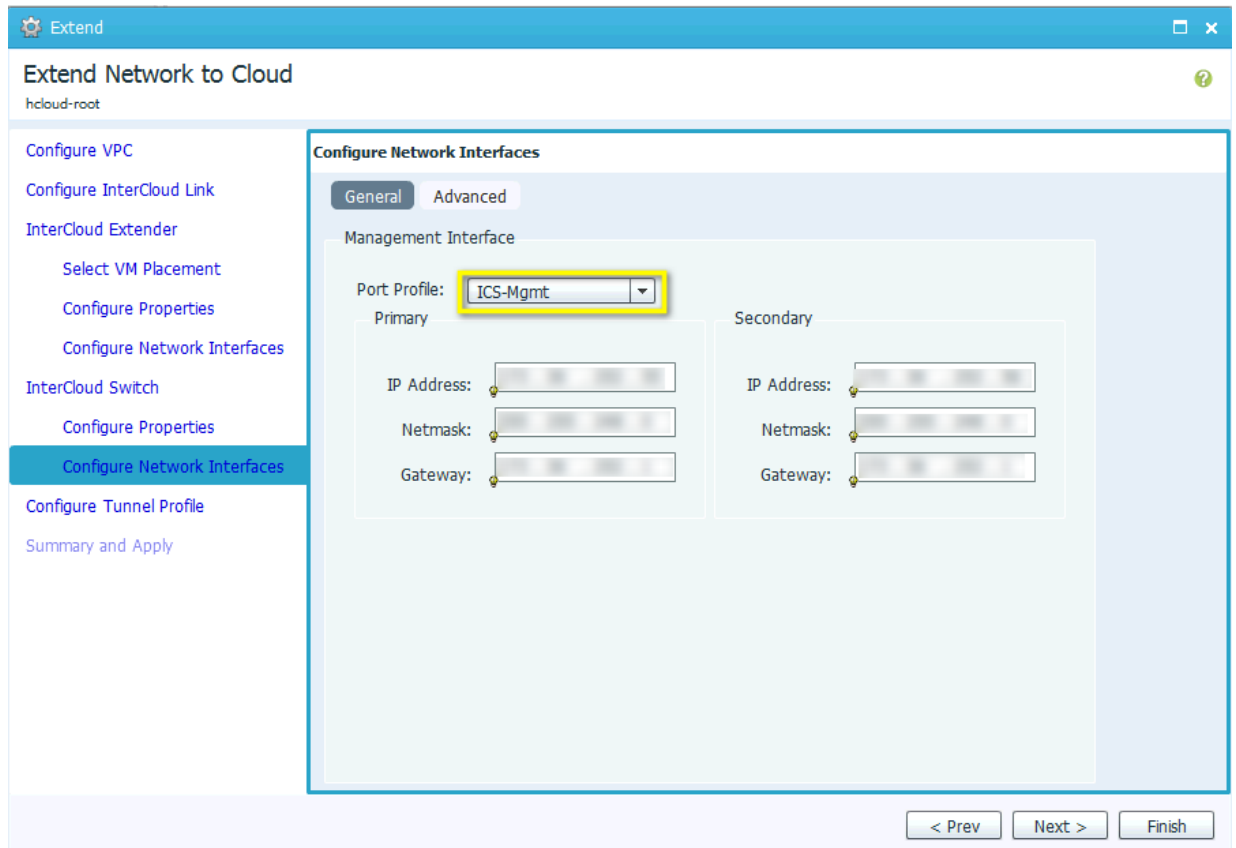 Extend
Extend Network to Cloud
hcloud-root
Configure VPC
Configure InterCloud Link
InterCloud Extender
Select VM Placement
Configure Properties
Configure Network Interfaces
InterCloud Switch
Configure Properties
Configure Network Interfaces
Configure Tunnel Profile
Summary and Apply
Configure Network Interfaces
General Advanced
Management Interface
Port Profile: ICS-Mgmt
Primary
IP Address:
Netmask:
Gateway:
Secondary
IP Address:
Netmask:
Gateway:
< Prev Next > Finish